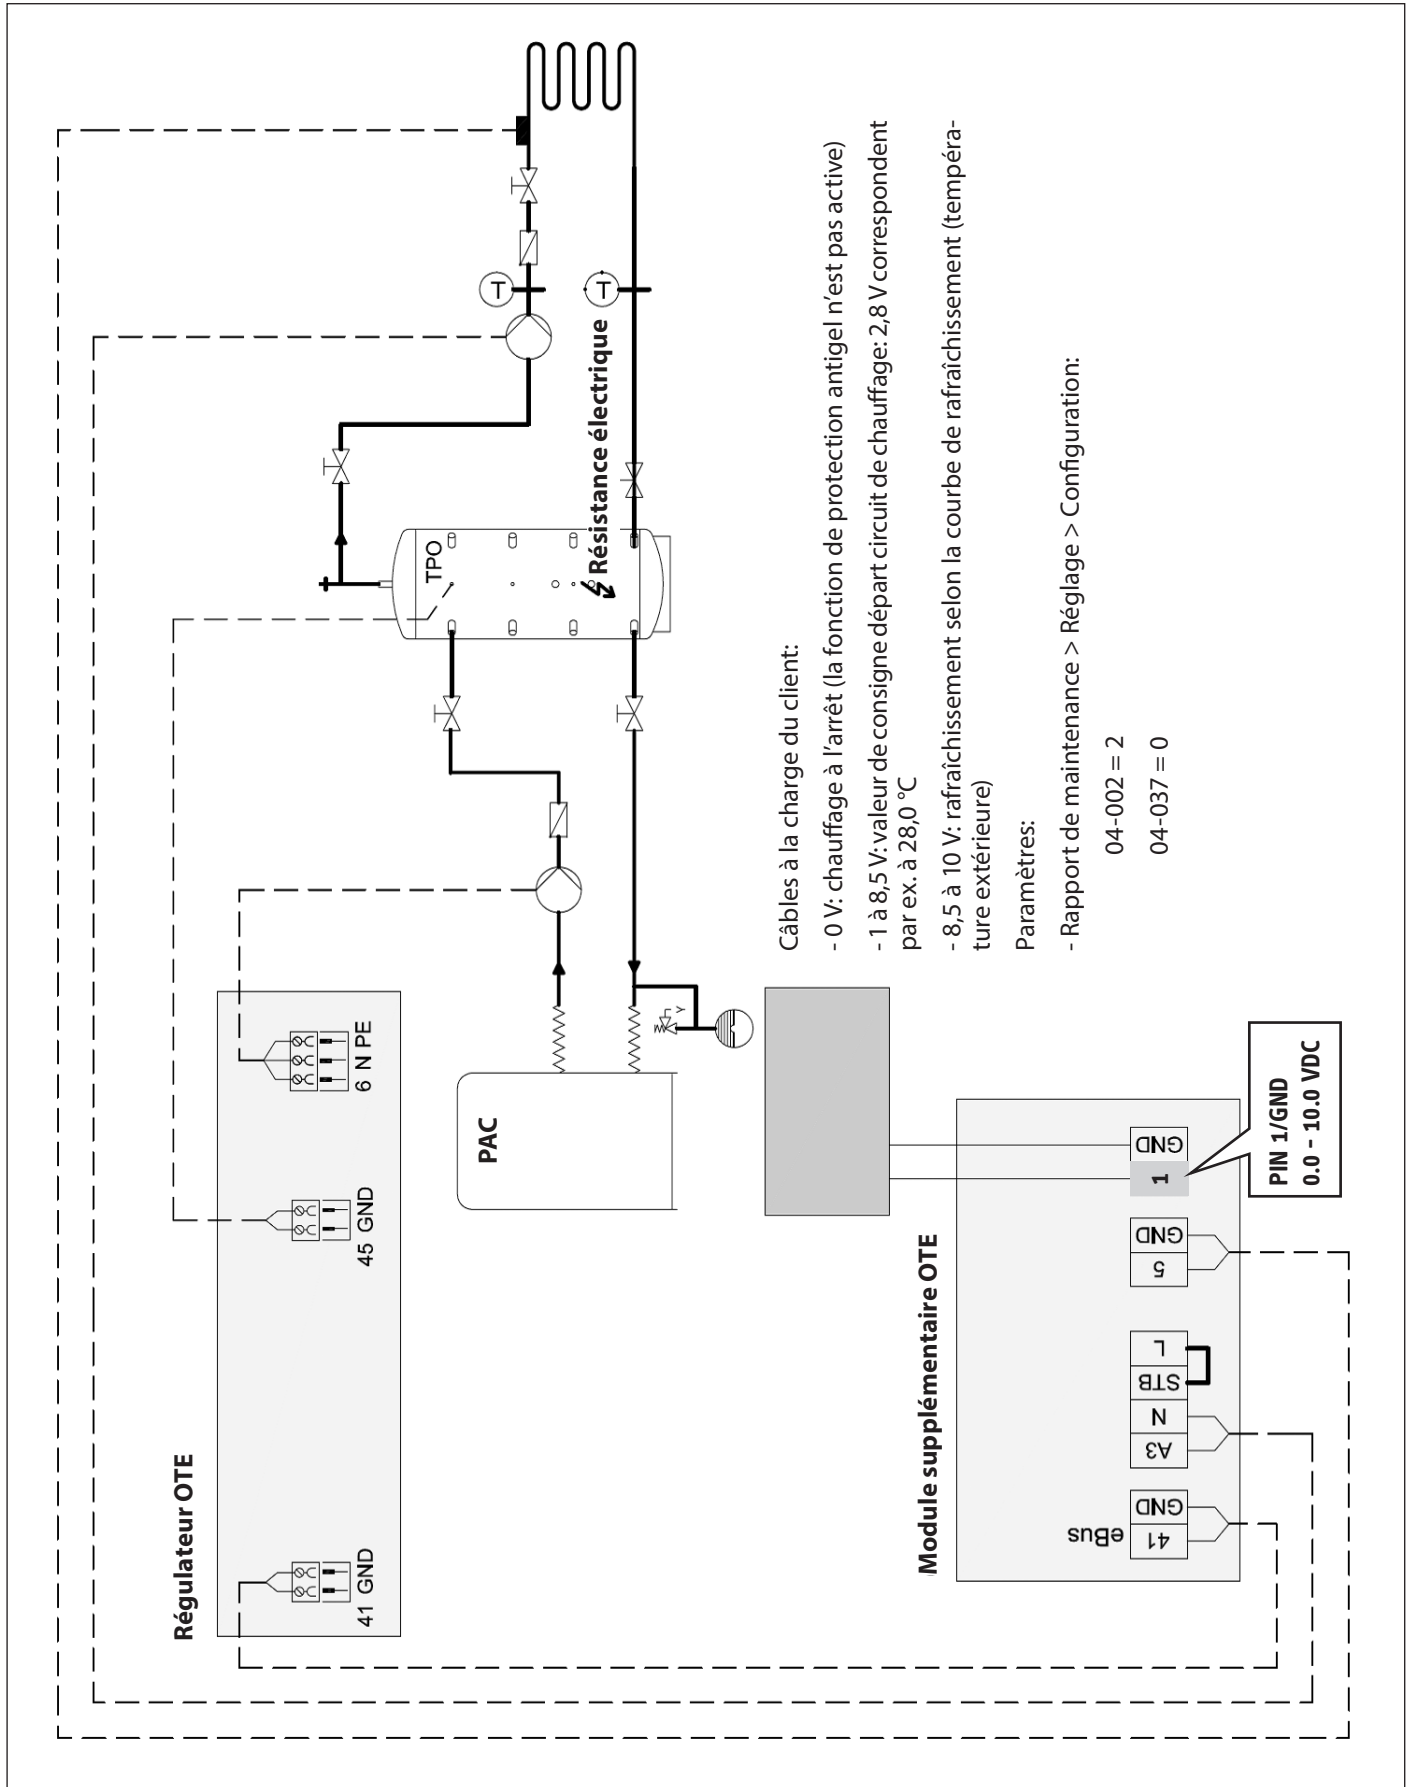 Régulateur OTE
41 GND
45 GND
6 N PE
PAC
TPO
Résistance électrique
T
T
Câbles à la charge du client:
- 0 V: chauffage à l'arrêt (la fonction de protection antigel n'est pas active)
- 1 à 8,5 V: valeur de consigne départ circuit de chauffage: 2,8 V correspondent
par ex. à 28,0 °C
- 8,5 à 10 V: rafraîchissement selon la courbe de rafraîchissement (tempéra-
ture extérieure)
Paramètres:
- Rapport de maintenance > Réglage > Configuration:
04-002 = 2
04-037 = 0
Module supplémentaire OTE
eBus
41 GND
A3 N STB L
5 GND
1 GND
PIN 1/GND
0.0 – 10.0 VDC